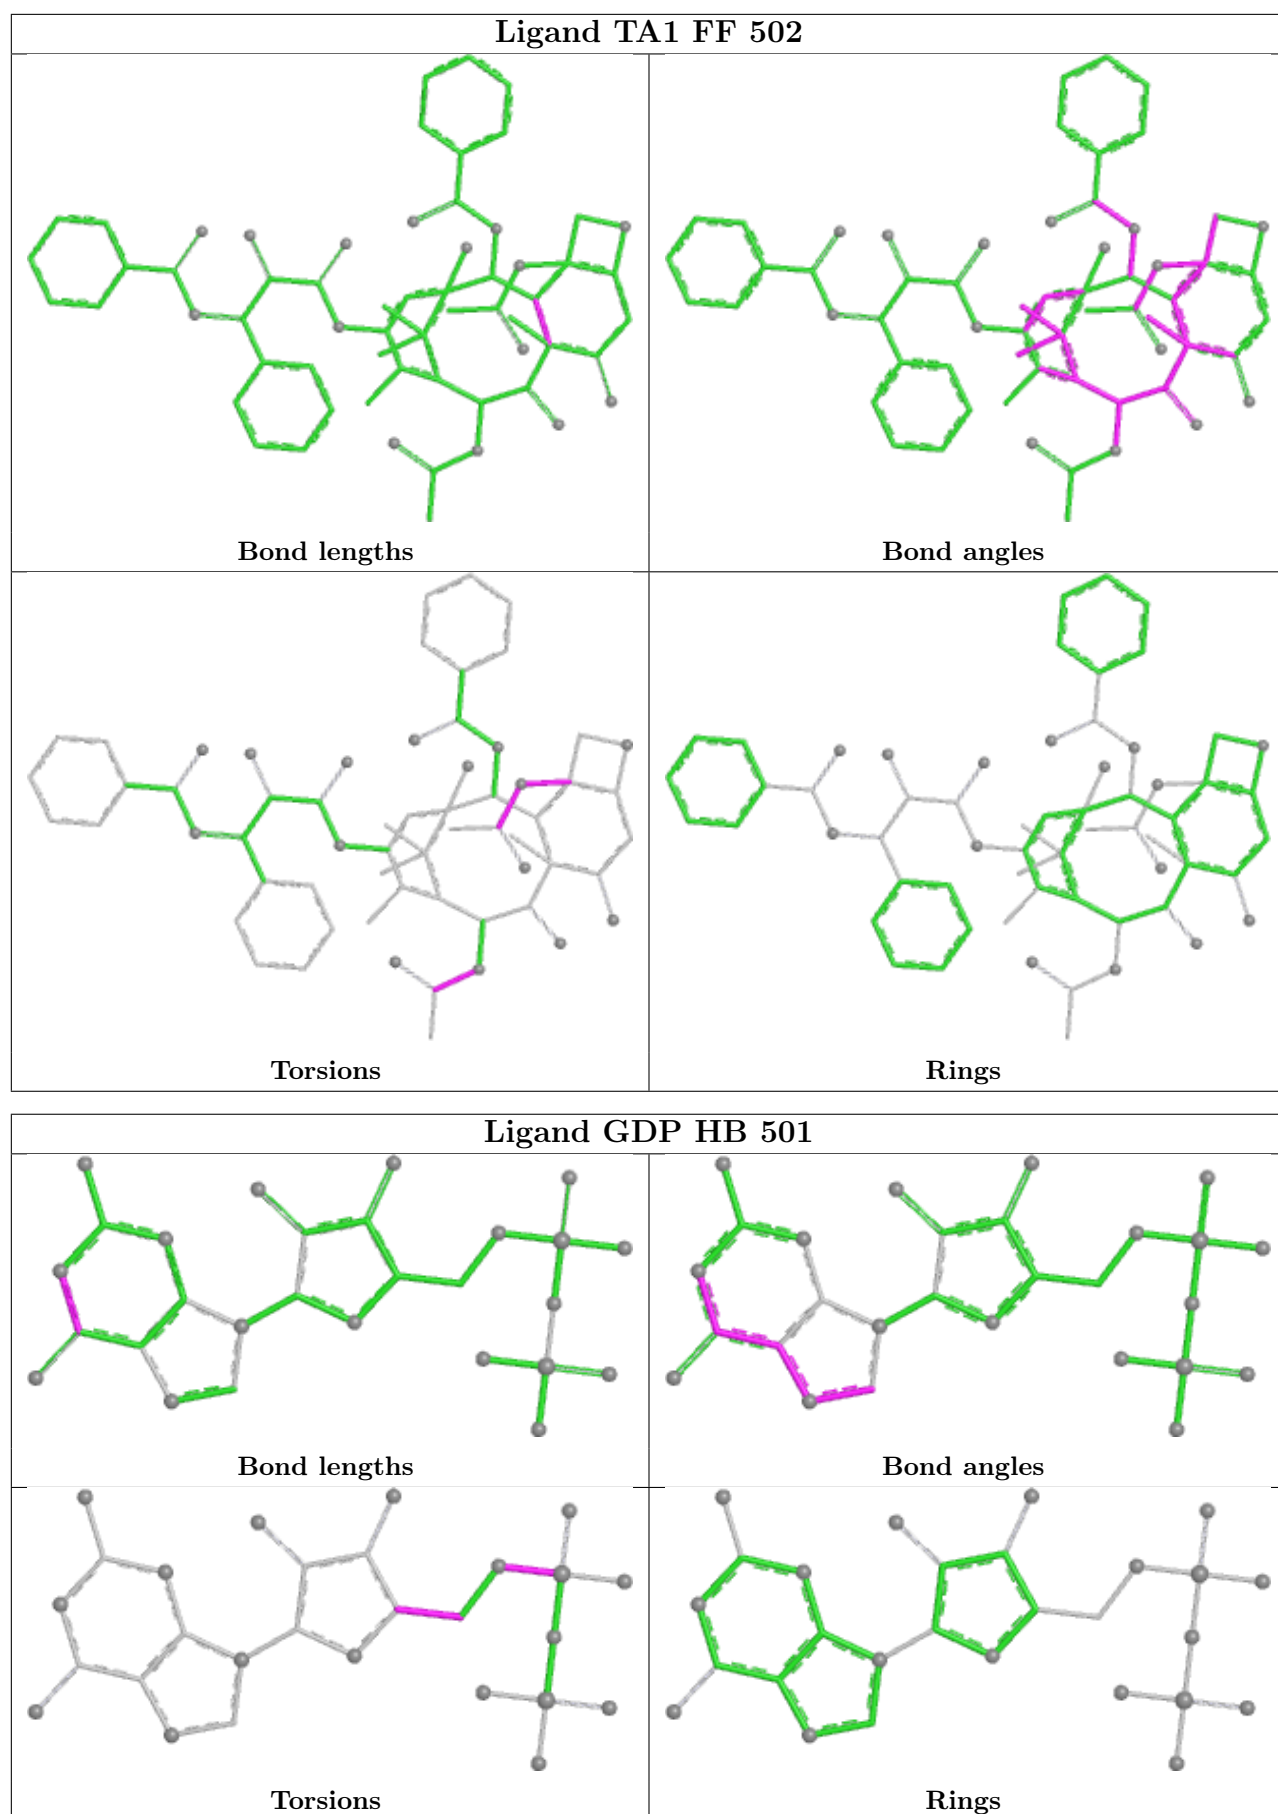 Ligand TA1 FF 502
Bond lengths
Bond angles
Torsions
Rings
Ligand GDP HB 501
Bond lengths
Bond angles
Torsions
Rings